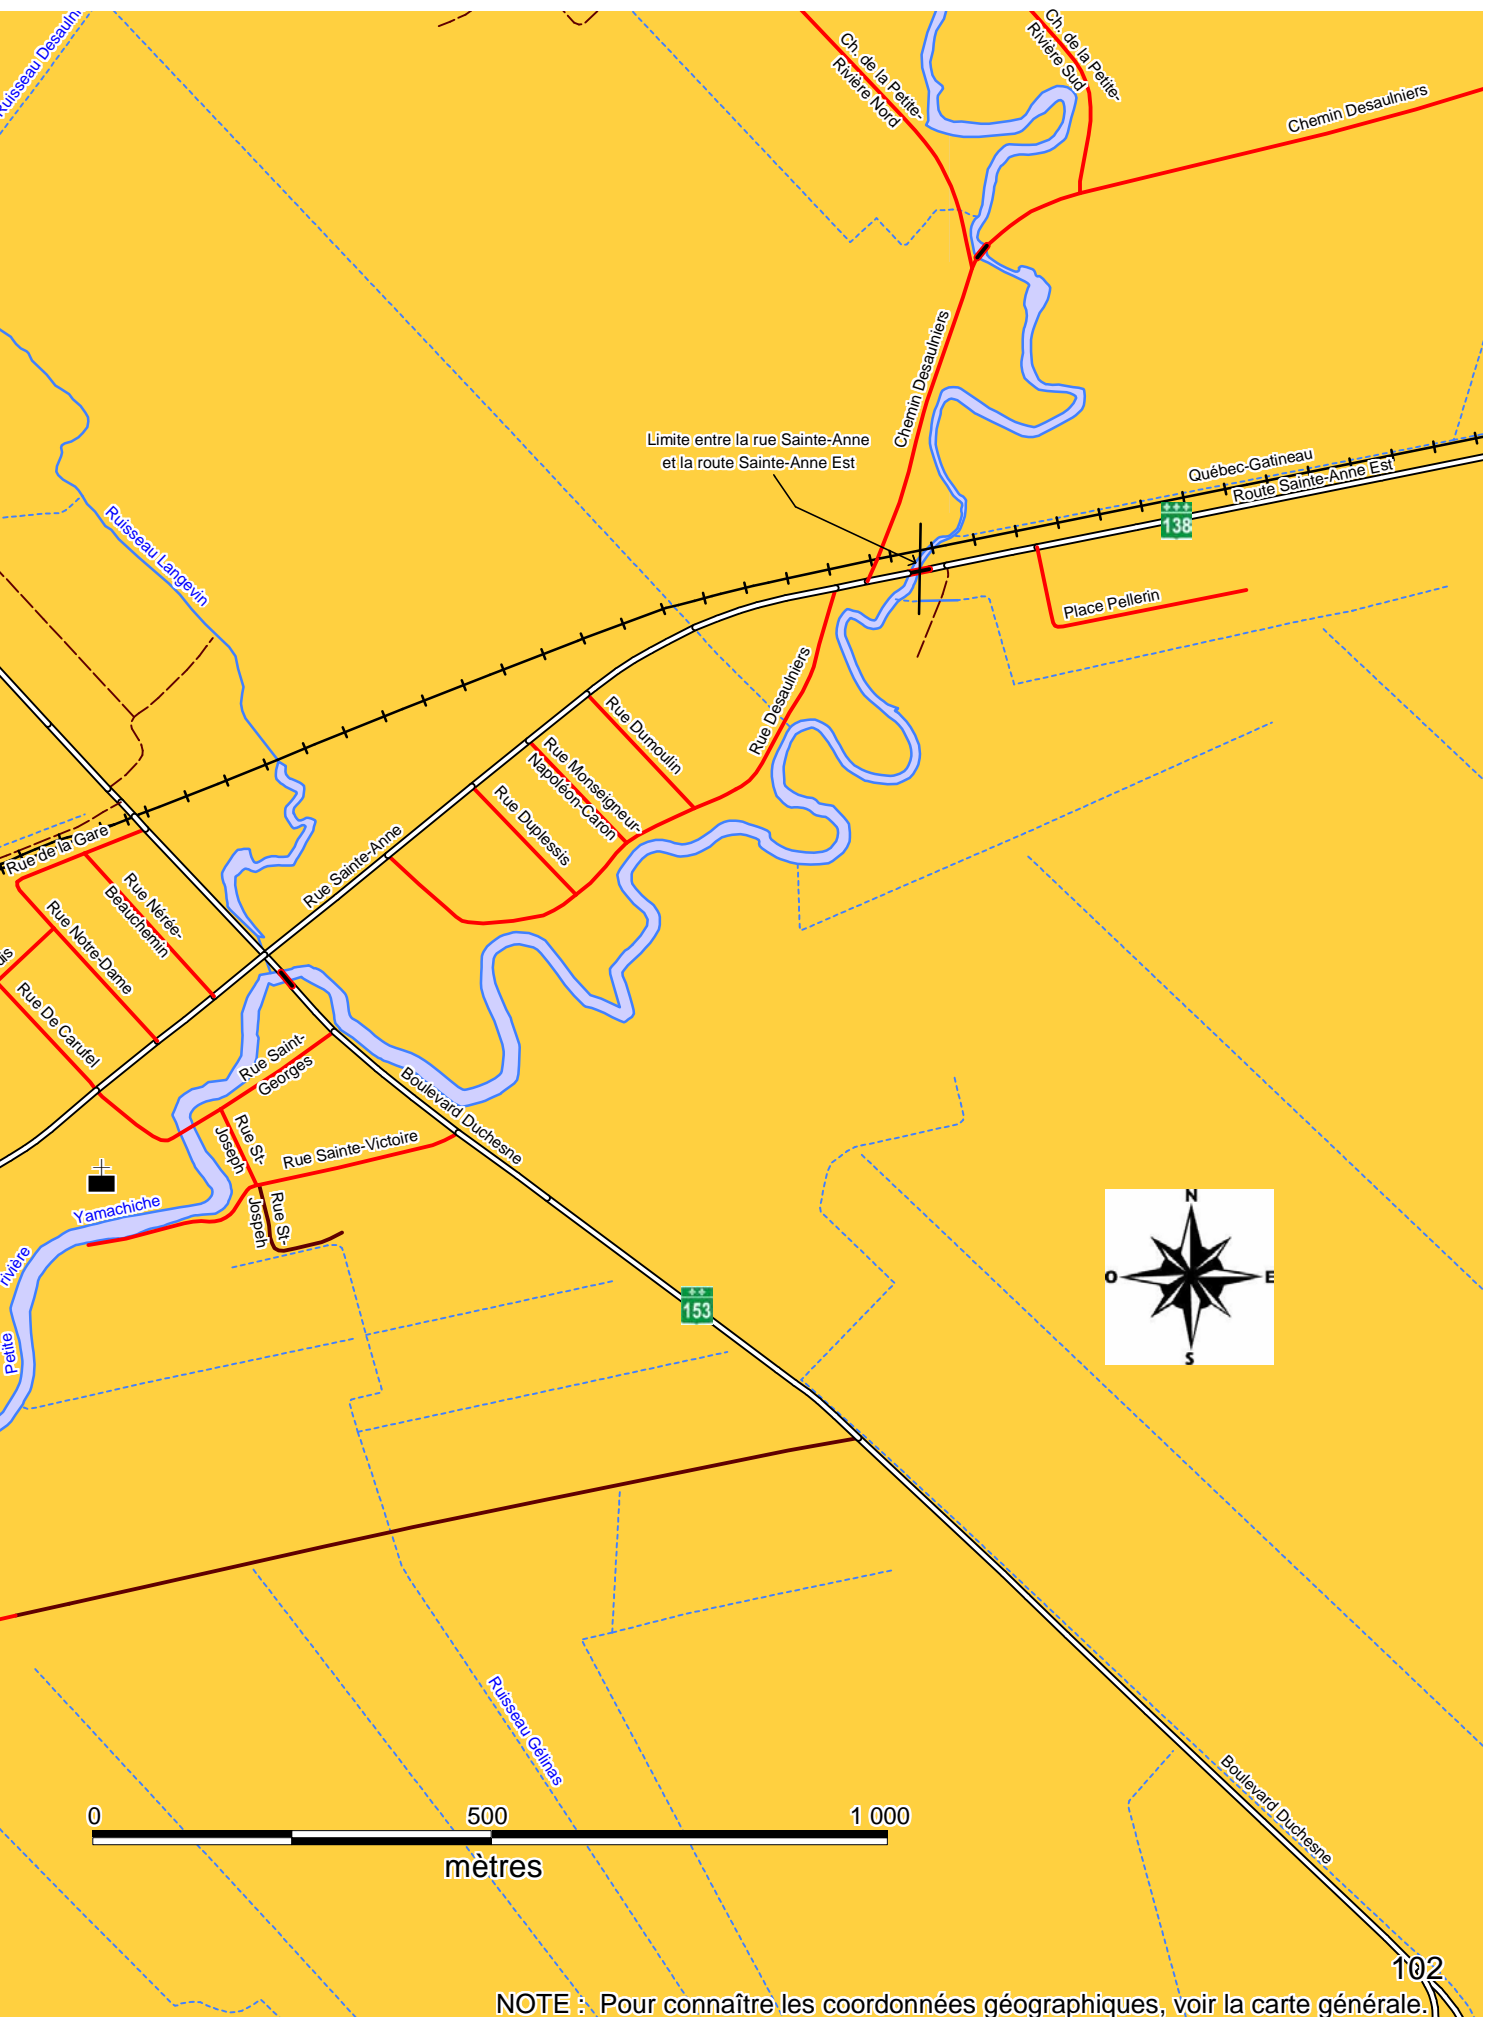 Ruisseau
Ch. de la Petite-
Rivière Nord
Ch. de la Petite-
Rivière Sud
Chemin Desaulniers
Chemin Desaulniers
Limite entre la rue Sainte-Anne
et la route Sainte-Anne Est
Québec-Gatineau
Route Sainte-Anne Est
138
Ruisseau Langevin
Place Pellerin
Rue Desaulniers
Rue Dumoulin
Rue Monseigneur-
Napoléon-Caron
Rue Duplessis
Rue Sainte-Anne
Rue de la Gare
Rue Nérée-
Beauchemin
Rue Notre-Dame
Rue De Carufel
Rue Saint-
Georges
Boulevard Duchesne
Rue St-
Joseph
Rue Sainte-Victoire
Rue St-
Jospeh
Yamachiche
rivière
Petite
N
O
E
S
153
Ruisseau Gélinas
Boulevard Duchesne
0 500 1 000
mètres
102
NOTE : Pour connaître les coordonnées géographiques, voir la carte générale.